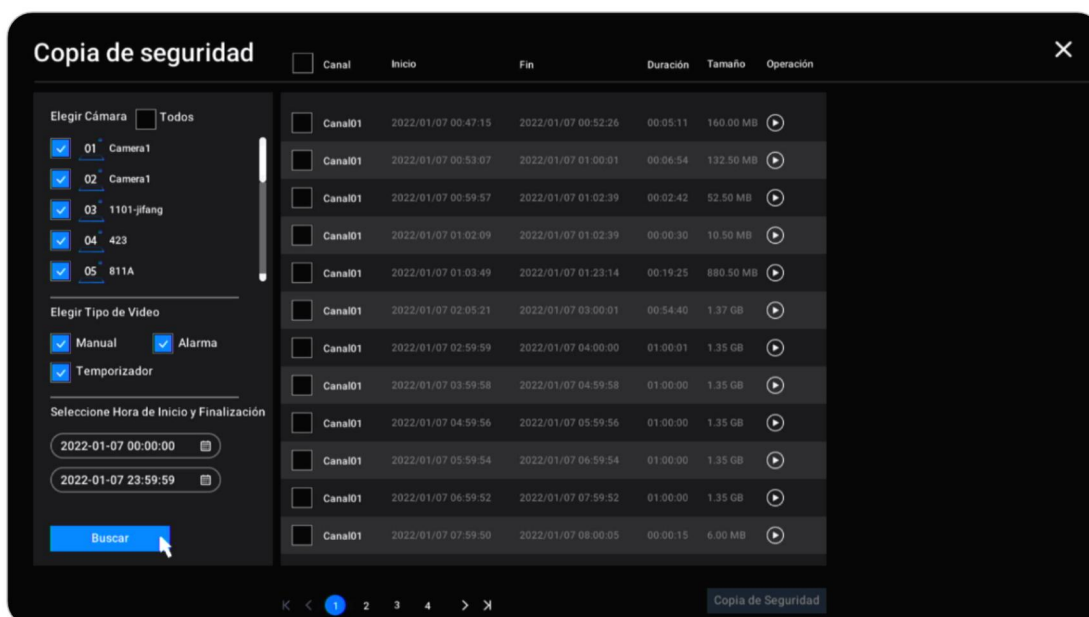 Copia de seguridad
Canal Inicio Fin Duración Tamaño Operación
Elegir Cámara Todos
01 Camera1
02 Camera1
03 1101-jifang
04 423
05 811A
Elegir Tipo de Video
Manual Alarma
Temporizador
Seleccione Hora de Inicio y Finalización
2022-01-07 00:00:00
2022-01-07 23:59:59
Buscar
Canal01 2022/01/07 00:47:15 2022/01/07 00:52:26 00:05:11 160.00 MB
Canal01 2022/01/07 00:53:07 2022/01/07 01:00:01 00:06:54 132.50 MB
Canal01 2022/01/07 00:59:57 2022/01/07 01:02:39 00:02:42 52.50 MB
Canal01 2022/01/07 01:02:09 2022/01/07 01:02:39 00:00:30 10.50 MB
Canal01 2022/01/07 01:03:49 2022/01/07 01:23:14 00:19:25 880.50 MB
Canal01 2022/01/07 02:05:21 2022/01/07 03:00:01 00:54:40 1.37 GB
Canal01 2022/01/07 02:59:59 2022/01/07 04:00:00 01:00:01 1.35 GB
Canal01 2022/01/07 03:59:58 2022/01/07 04:59:58 01:00:00 1.35 GB
Canal01 2022/01/07 04:59:56 2022/01/07 05:59:56 01:00:00 1.35 GB
Canal01 2022/01/07 05:59:54 2022/01/07 06:59:54 01:00:00 1.35 GB
Canal01 2022/01/07 06:59:52 2022/01/07 07:59:52 01:00:00 1.35 GB
Canal01 2022/01/07 07:59:50 2022/01/07 08:00:05 00:00:15 6.00 MB
1 2 3 4
Copia de Seguridad